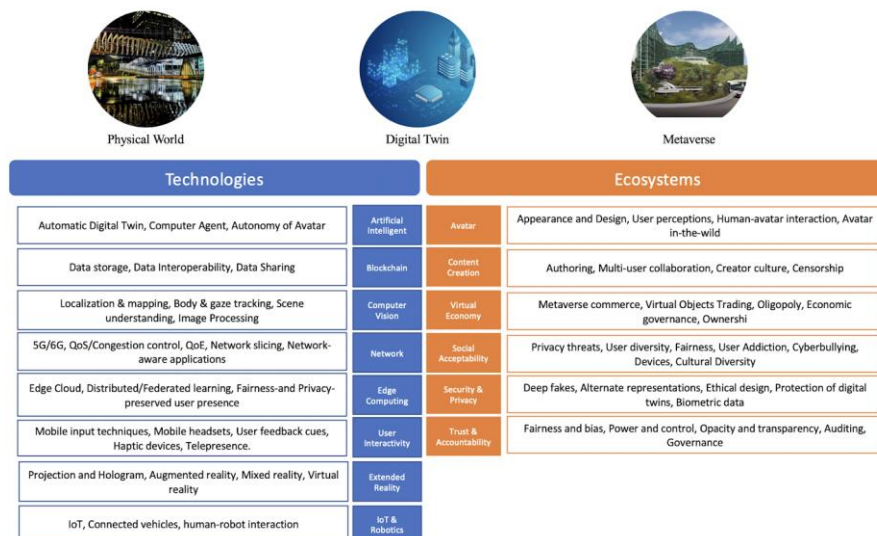 Physical World
Digital Twin
Metaverse
Technologies
Ecosystems
Automatic Digital Twin, Computer Agent, Autonomy of Avatar
Artificial
Intelligent
Avatar
Appearance and Design, User perceptions, Human-avatar interaction, Avatar
in-the-wild
Data storage, Data Interoperability, Data Sharing
Blockchain
Content
Creation
Authoring, Multi-user collaboration, Creator culture, Censorship
Localization & mapping, Body & gaze tracking, Scene
understanding, Image Processing
Computer
Vision
Virtual
Economy
Metaverse commerce, Virtual Objects Trading, Oligopoly, Economic
governance, Ownershi
5G/6G, QoS/Congestion control, QoE, Network slicing, Network-
aware applications
Network
Social
Acceptability
Privacy threats, User diversity, Fairness, User Addiction, Cyberbullying,
Devices, Cultural Diversity
Edge Cloud, Distributed/Federated learning, Fairness-and Privacy-
preserved user presence
Edge
Computing
Security &
Privacy
Deep fakes, Alternate representations, Ethical design, Protection of digital
twins, Biometric data
Mobile input techniques, Mobile headsets, User feedback cues,
Haptic devices, Telepresence.
User
Interactivity
Trust &
Accountability
Fairness and bias, Power and control, Opacity and transparency, Auditing,
Governance
Projection and Hologram, Augmented reality, Mixed reality, Virtual
reality
Extended
Reality
IoT, Connected vehicles, human-robot interaction
IoT &
Robotics